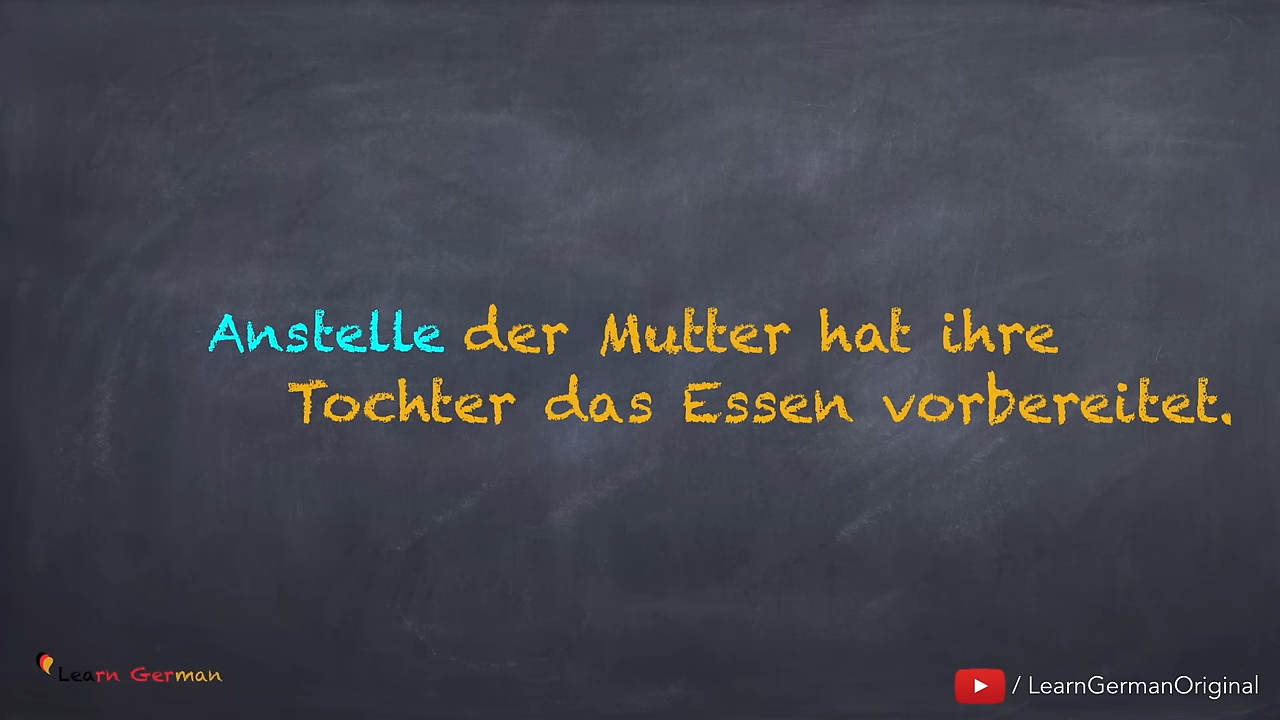 Anstelle der Mutter hat ihre
Tochter das Essen vorbereitet.
Learn German
/ LearnGermanOriginal